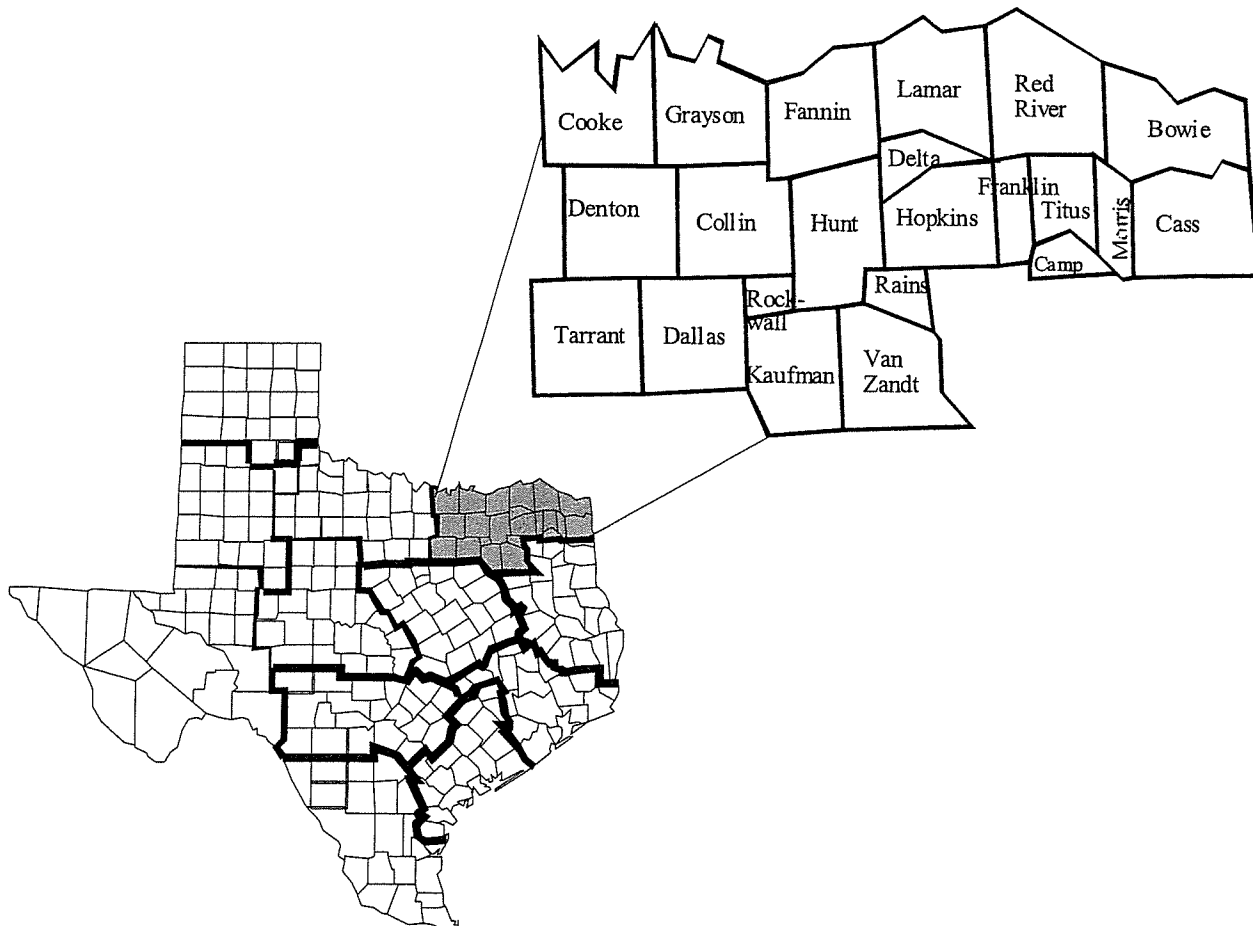 Cooke
Grayson
Fannin
Lamar
Red
River
Bowie
Denton
Collin
Hunt
Delta
Hopkins
Franklin
Titus
Morris
Cass
Camp
Tarrant
Dallas
Rock-
wall
Rains
Kaufman
Van
Zandt